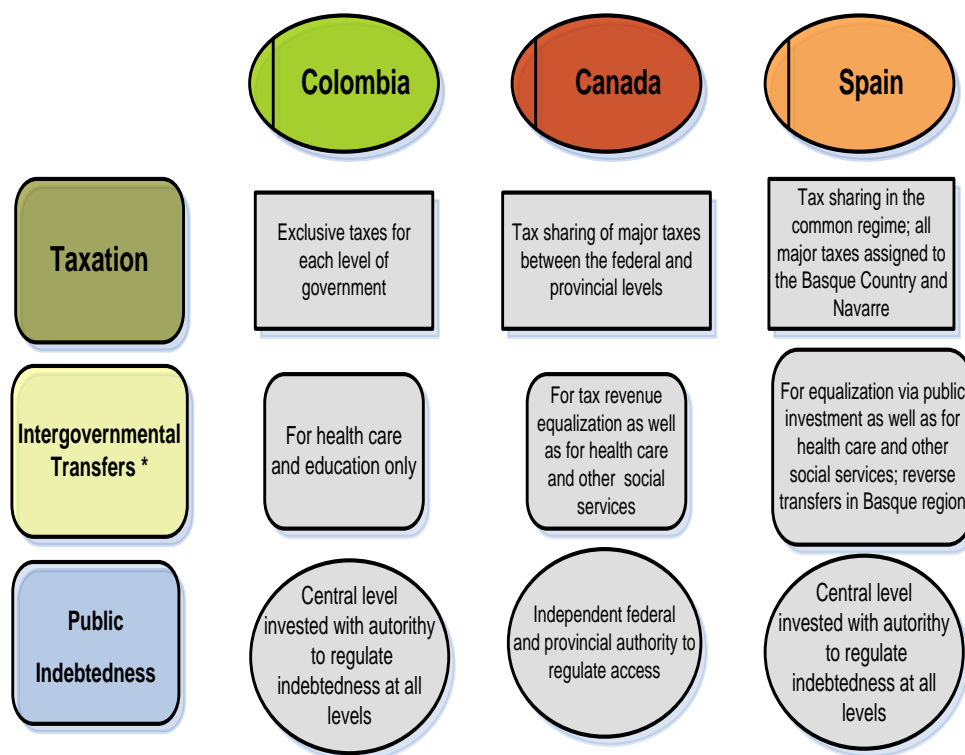 Colombia
Canada
Spain
Taxation
Exclusive taxes for
each level of
government
Tax sharing of major taxes
between the federal and
provincial levels
Tax sharing in the
common regime; all
major taxes assigned to
the Basque Country and
Navarre
Intergovernmental
Transfers *
For health care
and education only
For tax revenue
equalization as well
as for health care
and other social
services
For equalization via public
investment as well as for
health care and other
social services; reverse
transfers in Basque region
Public
Indebtedness
Central level
invested with autorithy
to regulate
indebtedness at all
levels
Independent federal
and provincial authority to
regulate access
Central level
invested with autorithy
to regulate
indebtedness at all
levels